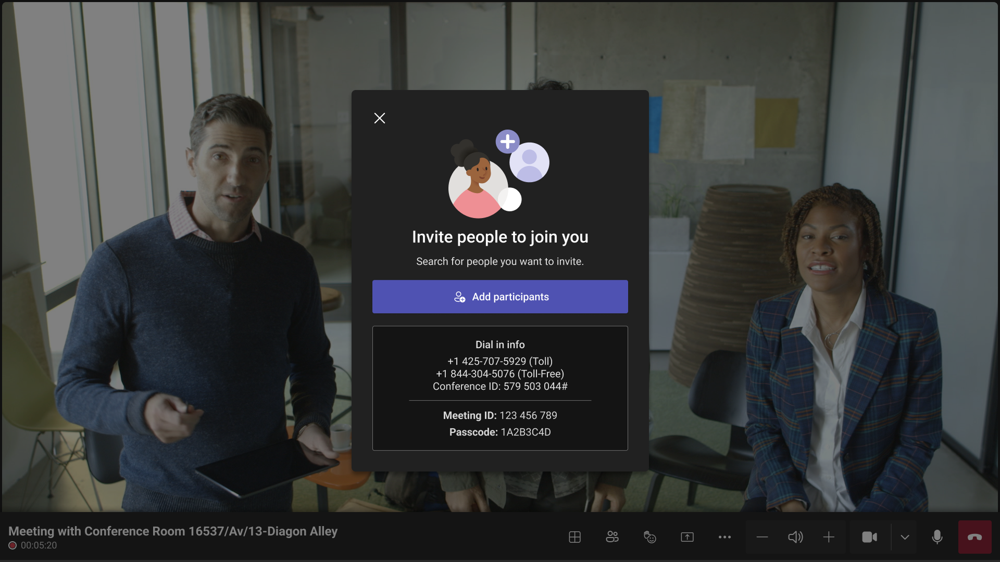 Invite people to join you
Search for people you want to invite.
Add participants
Dial in info
+1 425-707-5929 (Toll)
+1 844-304-5076 (Toll-Free)
Conference ID: 579 503 044#
Meeting ID: 123 456 789
Passcode: 1A2B3C4D
Meeting with Conference Room 16537/Av/13-Diagon Alley
00:05:20